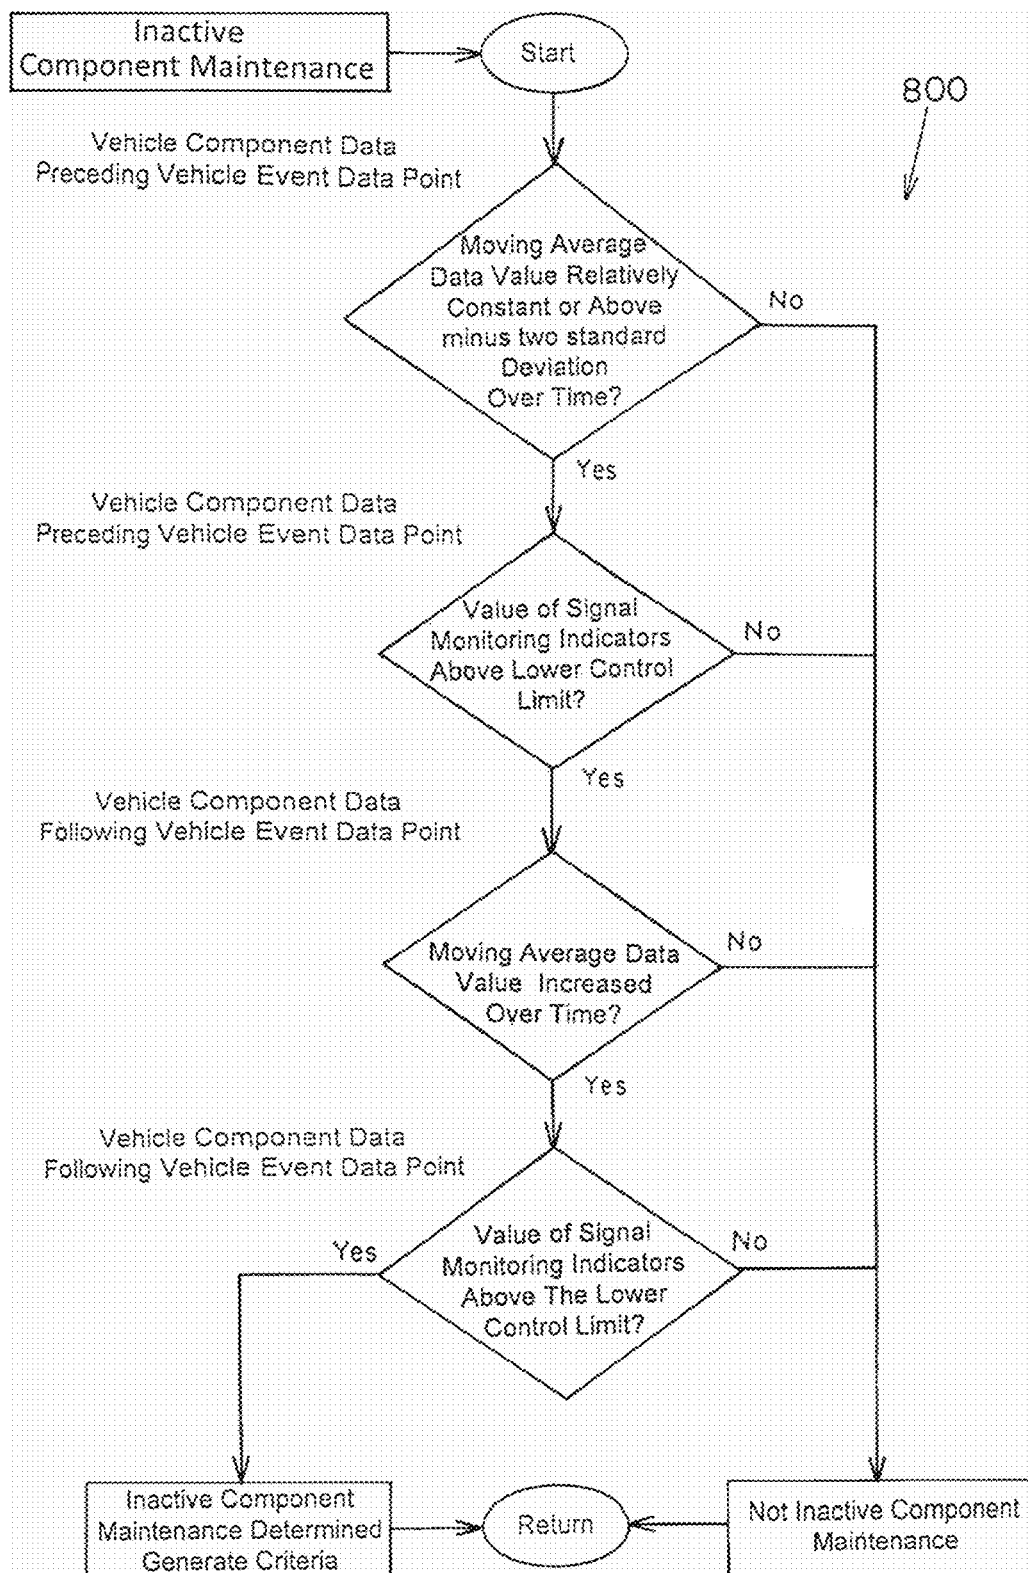 Inactive
Component Maintenance
Start
800
Vehicle Component Data
Preceding Vehicle Event Data Point
Moving Average
Data Value Relatively
Constant or Above
minus two standard
Deviation
Over Time?
No
Yes
Vehicle Component Data
Preceding Vehicle Event Data Point
Value of Signal
Monitoring Indicators
Above Lower Control
Limit?
No
Yes
Vehicle Component Data
Following Vehicle Event Data Point
Moving Average Data
Value Increased
Over Time?
No
Yes
Vehicle Component Data
Following Vehicle Event Data Point
Value of Signal
Monitoring Indicators
Above The Lower
Control Limit?
Yes
No
Inactive Component
Maintenance Determined
Generate Criteria
Return
Not Inactive Component
Maintenance